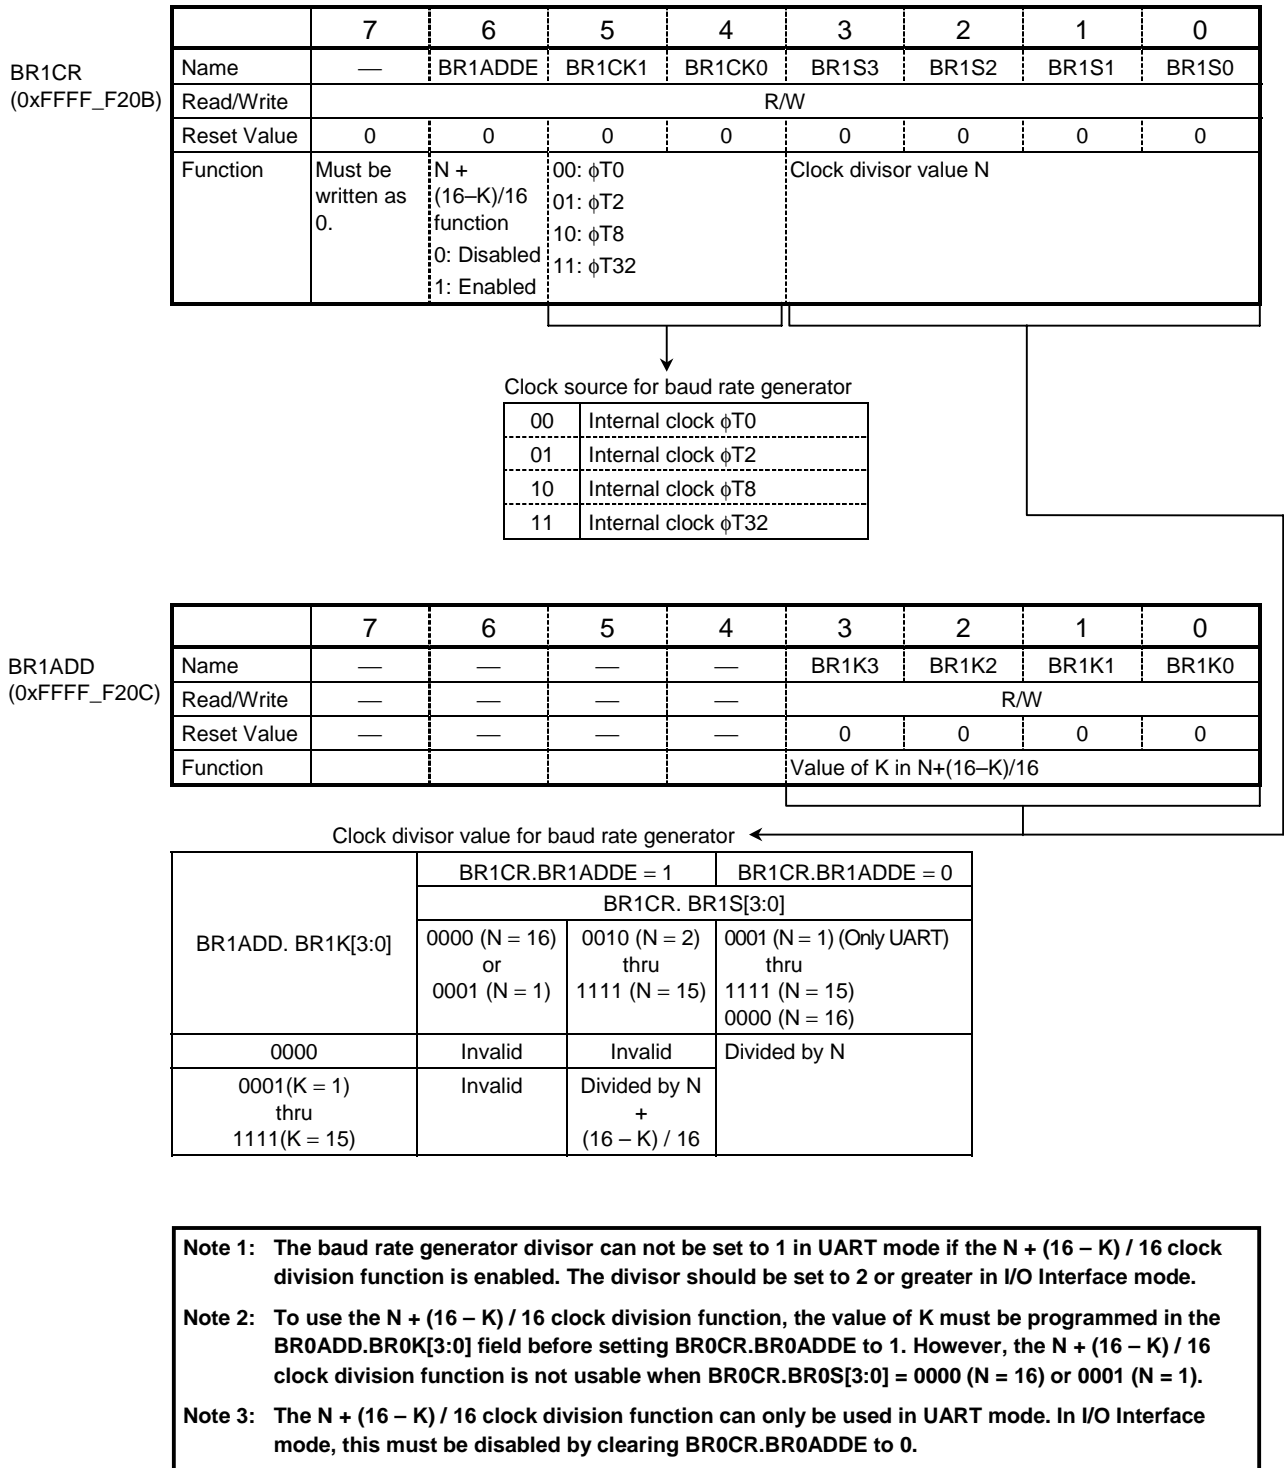 7 6 5 4 3 2 1 0
BR1CR
(0xFFFF_F20B)
Name — BR1ADDE BR1CK1 BR1CK0 BR1S3 BR1S2 BR1S1 BR1S0
Read/Write R/W
Reset Value 0 0 0 0 0 0 0 0
Function
Must be
written as
0.
N +
(16–K)/16
function
0: Disabled
1: Enabled
00: ϕT0
01: ϕT2
10: ϕT8
11: ϕT32
Clock divisor value N
Clock source for baud rate generator
00 Internal clock ϕT0
01 Internal clock ϕT2
10 Internal clock ϕT8
11 Internal clock ϕT32
7 6 5 4 3 2 1 0
BR1ADD
(0xFFFF_F20C)
Name — — — — BR1K3 BR1K2 BR1K1 BR1K0
Read/Write — — — — R/W
Reset Value — — — — 0 0 0 0
Function Value of K in N+(16–K)/16
Clock divisor value for baud rate generator
BR1ADD. BR1K[3:0]
BR1CR.BR1ADDE = 1 BR1CR.BR1ADDE = 0
BR1CR. BR1S[3:0]
0000 (N = 16)
or
0001 (N = 1)
0010 (N = 2)
thru
1111 (N = 15)
0001 (N = 1) (Only UART)
thru
1111 (N = 15)
0000 (N = 16)
0000 Invalid Invalid Divided by N
0001(K = 1)
thru
1111(K = 15)
Invalid
Divided by N
+
(16 – K) / 16
Note 1: The baud rate generator divisor can not be set to 1 in UART mode if the N + (16 – K) / 16 clock
division function is enabled. The divisor should be set to 2 or greater in I/O Interface mode.
Note 2: To use the N + (16 – K) / 16 clock division function, the value of K must be programmed in the
BR0ADD.BR0K[3:0] field before setting BR0CR.BR0ADDE to 1. However, the N + (16 – K) / 16
clock division function is not usable when BR0CR.BR0S[3:0] = 0000 (N = 16) or 0001 (N = 1).
Note 3: The N + (16 – K) / 16 clock division function can only be used in UART mode. In I/O Interface
mode, this must be disabled by clearing BR0CR.BR0ADDE to 0.